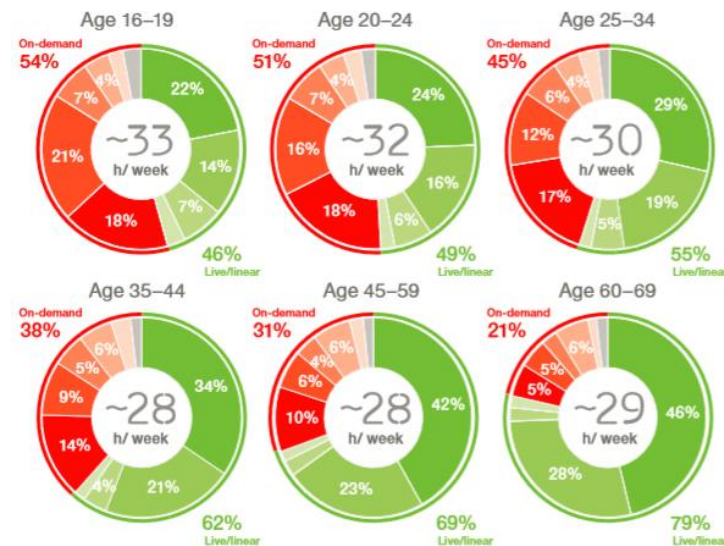 Age 16–19
On-demand
54%
4%
7%
21%
18%
22%
14%
7%
~33
h/ week
46%
Live/linear
Age 20–24
On-demand
51%
4%
7%
16%
18%
24%
16%
6%
~32
h/ week
49%
Live/linear
Age 25–34
On-demand
45%
4%
6%
12%
17%
29%
19%
5%
~30
h/ week
55%
Live/linear
Age 35–44
On-demand
38%
6%
5%
9%
14%
34%
21%
4%
~28
h/ week
62%
Live/linear
Age 45–59
On-demand
31%
6%
4%
6%
10%
42%
23%
~28
h/ week
69%
Live/linear
Age 60–69
On-demand
21%
6%
5%
5%
46%
28%
~29
h/ week
79%
Live/linear